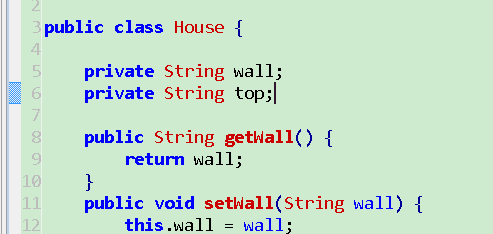 2
3 public class House {
4
5 private String wall;
6 private String top;
7
8 public String getWall() {
9 return wall;
10 }
11 public void setWall(String wall) {
12 this.wall = wall;